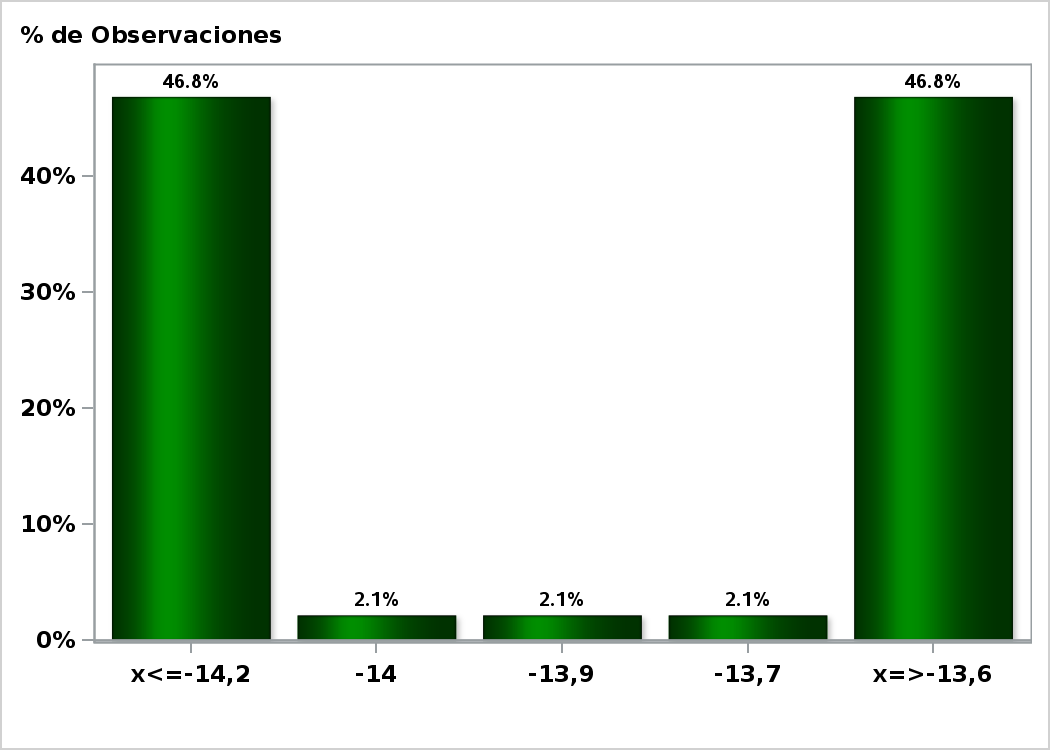 % de Observaciones
46.8% 46.8%
40%
30%
20%
10%
2.1% 2.1% 2.1%
0%
x<=-14,2 -14 -13,9 -13,7 x=>-13,6